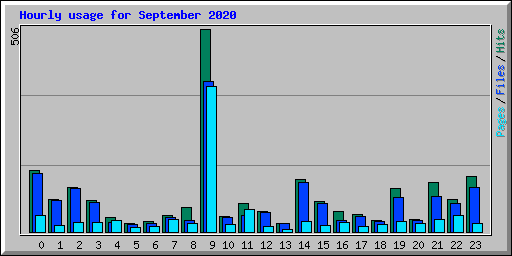 Hourly usage for September 2020
506
Pages/Files/Hits
0 1 2 3 4 5 6 7 8 9 10 11 12 13 14 15 16 17 18 19 20 21 22 23